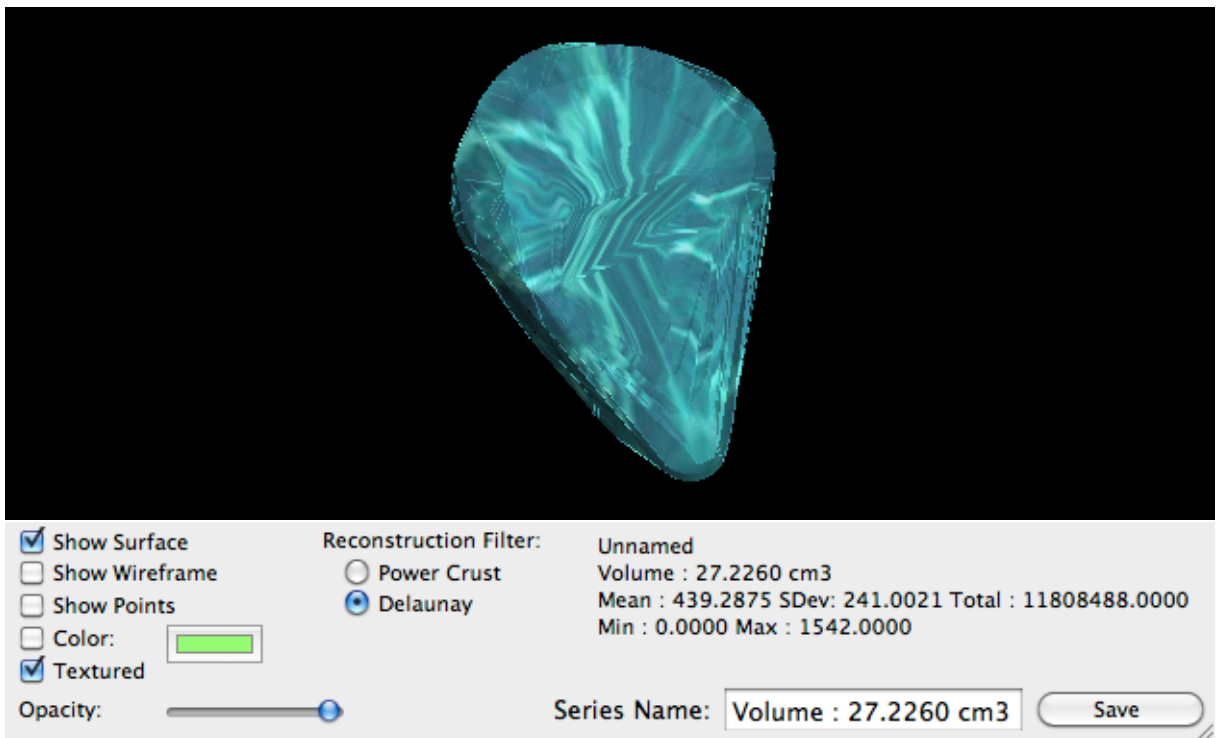 Show Surface
Show Wireframe
Show Points
Color:
Textured
Opacity:
Reconstruction Filter:
Power Crust
Delaunay
Unnamed
Volume : 27.2260 cm3
Mean : 439.2875 SDev: 241.0021 Total : 11808488.0000
Min : 0.0000 Max : 1542.0000
Series Name: Volume : 27.2260 cm3 Save